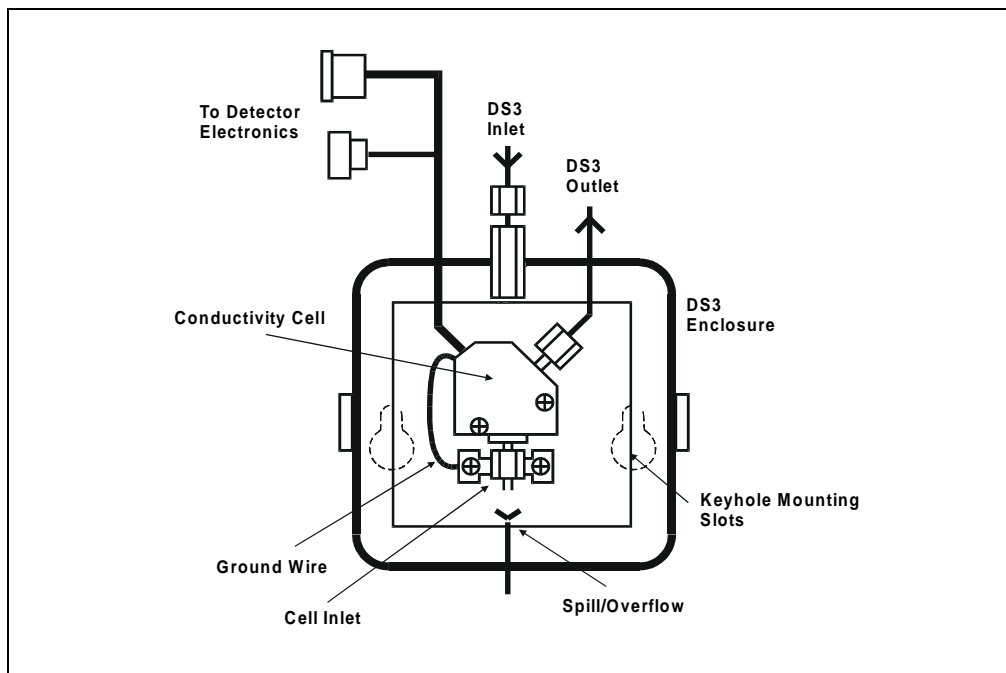 To Detector
Electronics
DS3
Inlet
DS3
Outlet
Conductivity Cell
DS3
Enclosure
Keyhole Mounting
Slots
Ground Wire
Spill/Overflow
Cell Inlet